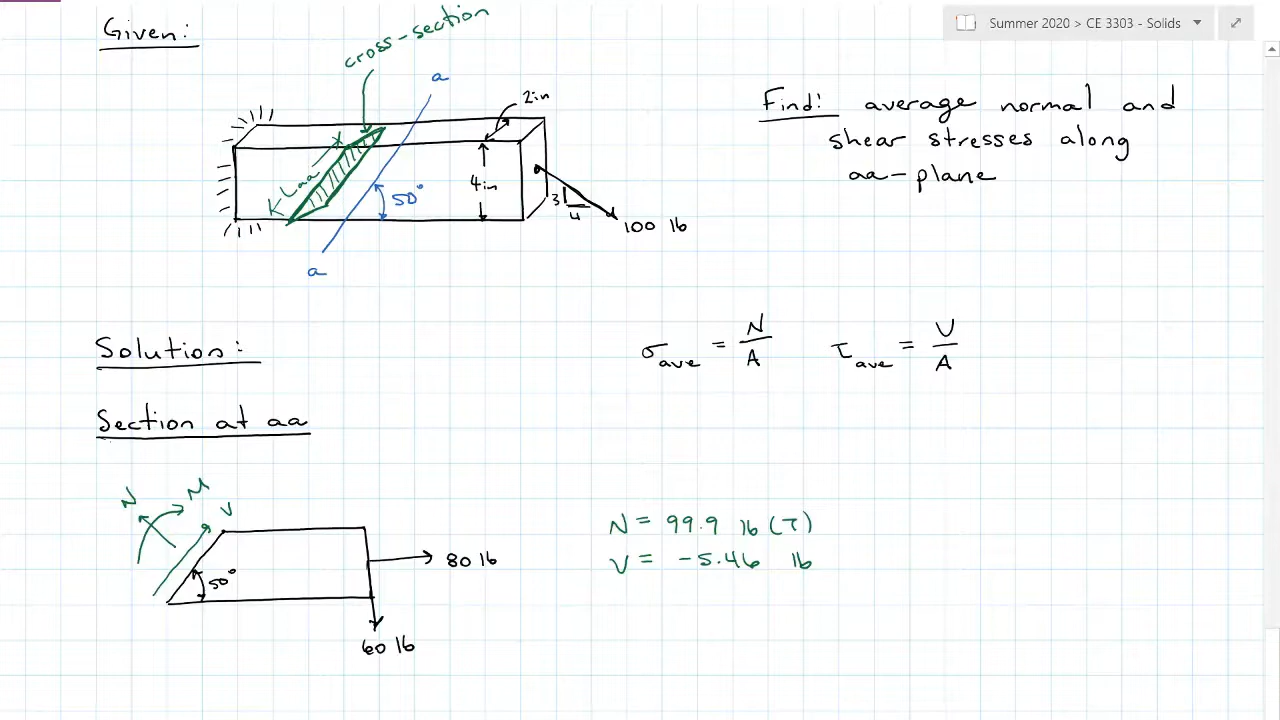 Summer 2020 > CE 3303 - Solids
Given:
cross-section
a
2in
Laa
4in
50°
3
4
100 lb
a
Find: average normal and
shear stresses along
aa-plane
Solution:
σave = N/A
τave = V/A
Section at aa
N
M
V
50°
80 lb
60 lb
N = 99.9 lb (T)
V = -5.46 lb